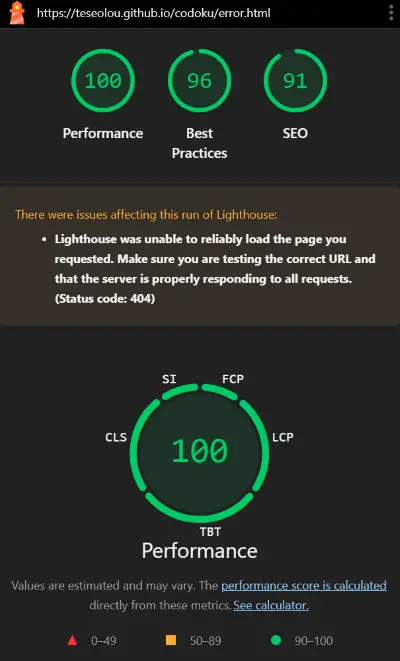 https://teseolou.github.io/codoku/error.html
100 96 91
Performance Best SEO
Practices
There were issues affecting this run of Lighthouse:
• Lighthouse was unable to reliably load the page you
requested. Make sure you are testing the correct URL and
that the server is properly responding to all requests.
(Status code: 404)
SI FCP
CLS LCP
100
TBT
Performance
Values are estimated and may vary. The performance score is calculated
directly from these metrics. See calculator.
0–49 50–89 90–100